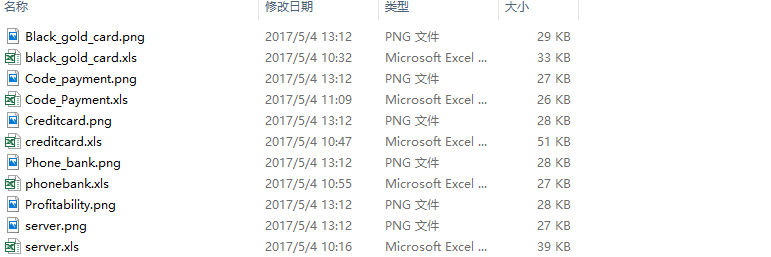 名称 修改日期 类型 大小
Black_gold_card.png 2017/5/4 13:12 PNG 文件 29 KB
black_gold_card.xls 2017/5/4 10:32 Microsoft Excel ... 33 KB
Code_payment.png 2017/5/4 13:12 PNG 文件 27 KB
Code_Payment.xls 2017/5/4 11:09 Microsoft Excel ... 26 KB
Creditcard.png 2017/5/4 13:12 PNG 文件 28 KB
creditcard.xls 2017/5/4 10:47 Microsoft Excel ... 51 KB
Phone_bank.png 2017/5/4 13:12 PNG 文件 28 KB
phonebank.xls 2017/5/4 10:55 Microsoft Excel ... 27 KB
Profitability.png 2017/5/4 13:12 PNG 文件 28 KB
server.png 2017/5/4 13:12 PNG 文件 27 KB
server.xls 2017/5/4 10:16 Microsoft Excel ... 39 KB